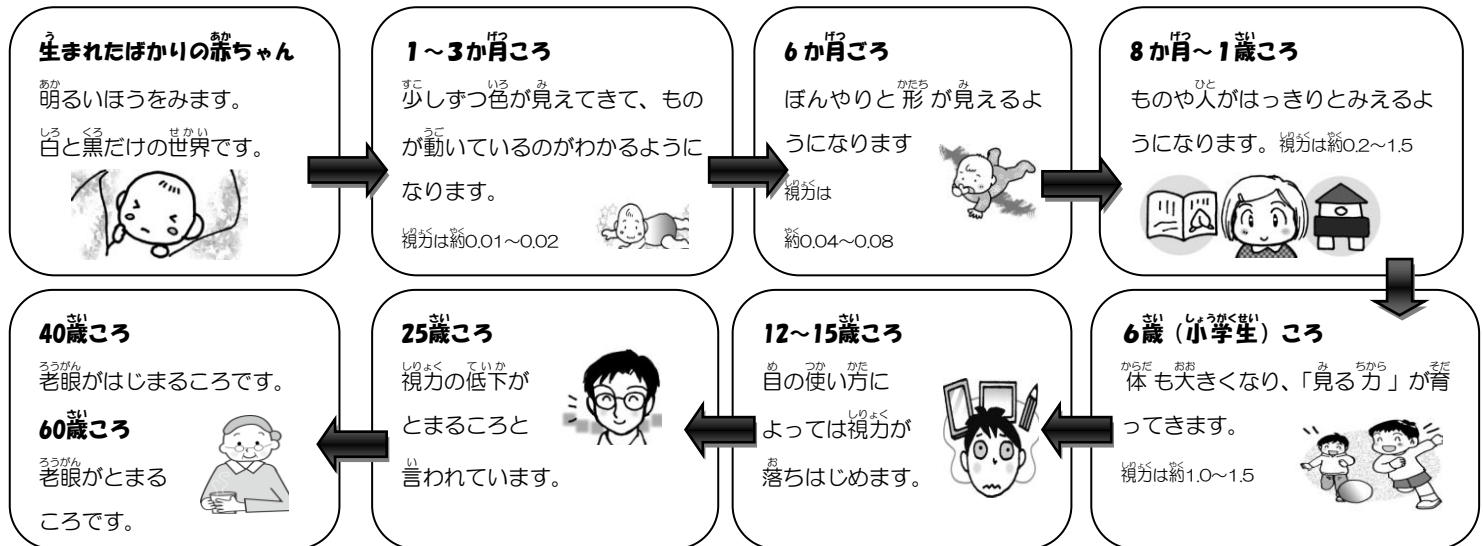 生まれたばかりの赤ちゃん
明るいほうをみます。
白と黒だけの世界です。
1～3か月ころ
少しずつ色が見えてきて、もの
が動いているのがわかるように
なります。
視力は約0.01～0.02
6か月ごろ
ぼんやりと形が見えるよ
うになります
視力は
約0.04～0.08
8か月～1歳ころ
ものや人がはっきりとみえるよ
うになります。視力は約0.2～1.5
6歳（小学生）ころ
体も大きくなり、「見る力」が育
ってきます。
視力は約1.0～1.5
12～15歳ころ
目の使い方に
よっては視力が
落ちはじめます。
25歳ころ
視力の低下が
とまるころと
言われています。
40歳ころ
老眼がはじまるころです。
60歳ころ
老眼がとまる
ころです。